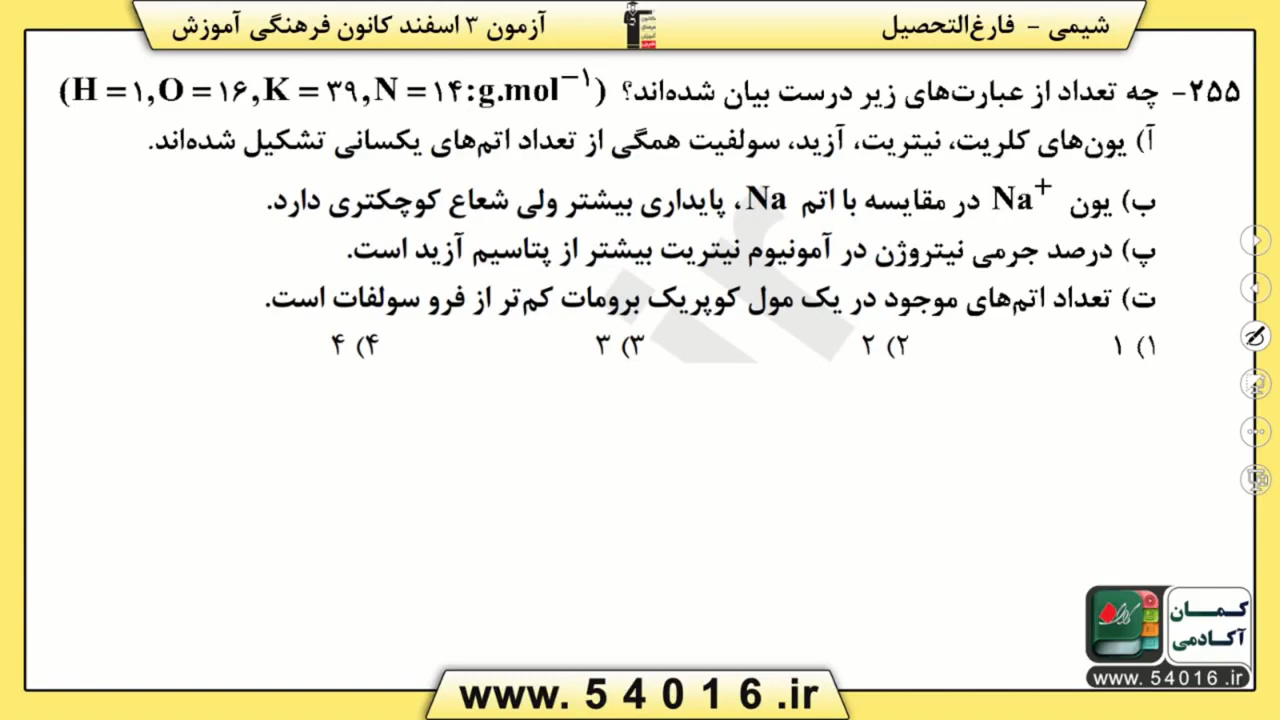 شیمی - فارغ‌التحصیل
آزمون ۳ اسفند کانون فرهنگی آموزش
۲۵۵- چه تعداد از عبارت‌های زیر درست بیان شده‌اند؟ (H = ۱, O = ۱۶, K = ۳۹, N = ۱۴ : g.mol⁻¹)
آ) یون‌های کلریت، نیتریت، آزید، سولفیت همگی از تعداد اتم‌های یکسانی تشکیل شده‌اند.
ب) یون Na⁺ در مقایسه با اتم Na، پایداری بیشتر ولی شعاع کوچکتری دارد.
پ) درصد جرمی نیتروژن در آمونیوم نیتریت بیشتر از پتاسیم آزید است.
ت) تعداد اتم‌های موجود در یک مول کوپریک برومات کم‌تر از فرو سولفات است.
۱) ۱ ۲) ۲ ۳) ۳ ۴) ۴
کمان
آکادمی
www. 54016 .ir
www. 54016 .ir